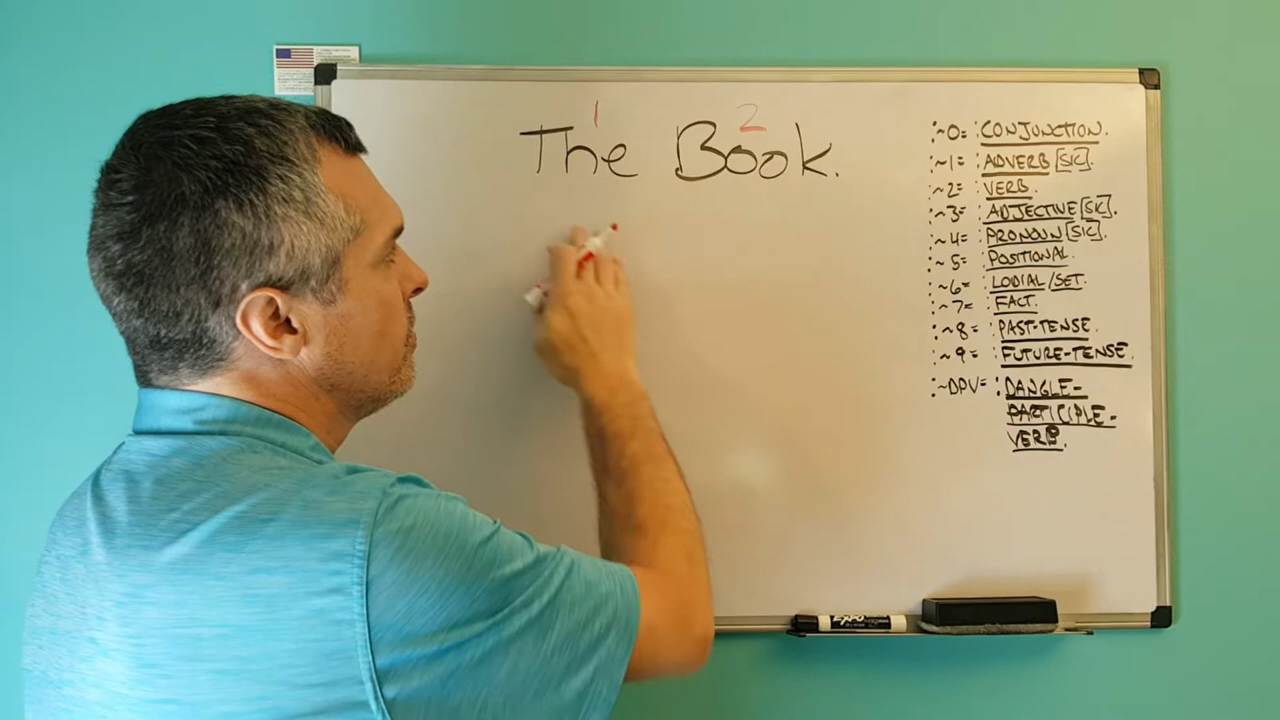 1 2
The Book.
:~0= :CONJUNCTION.
:~1= :ADVERB [SIC].
:~2= :VERB.
:~3= :ADJECTIVE [SIC].
:~4= :PRONOUN [SIC].
:~5= :POSITIONAL.
:~6= :LODIAL/SET.
:~7= :FACT.
:~8= :PAST-TENSE.
:~9= :FUTURE-TENSE.
:~DPV= :DANGLE-
PARTICIPLE-
VERB.
EXPO